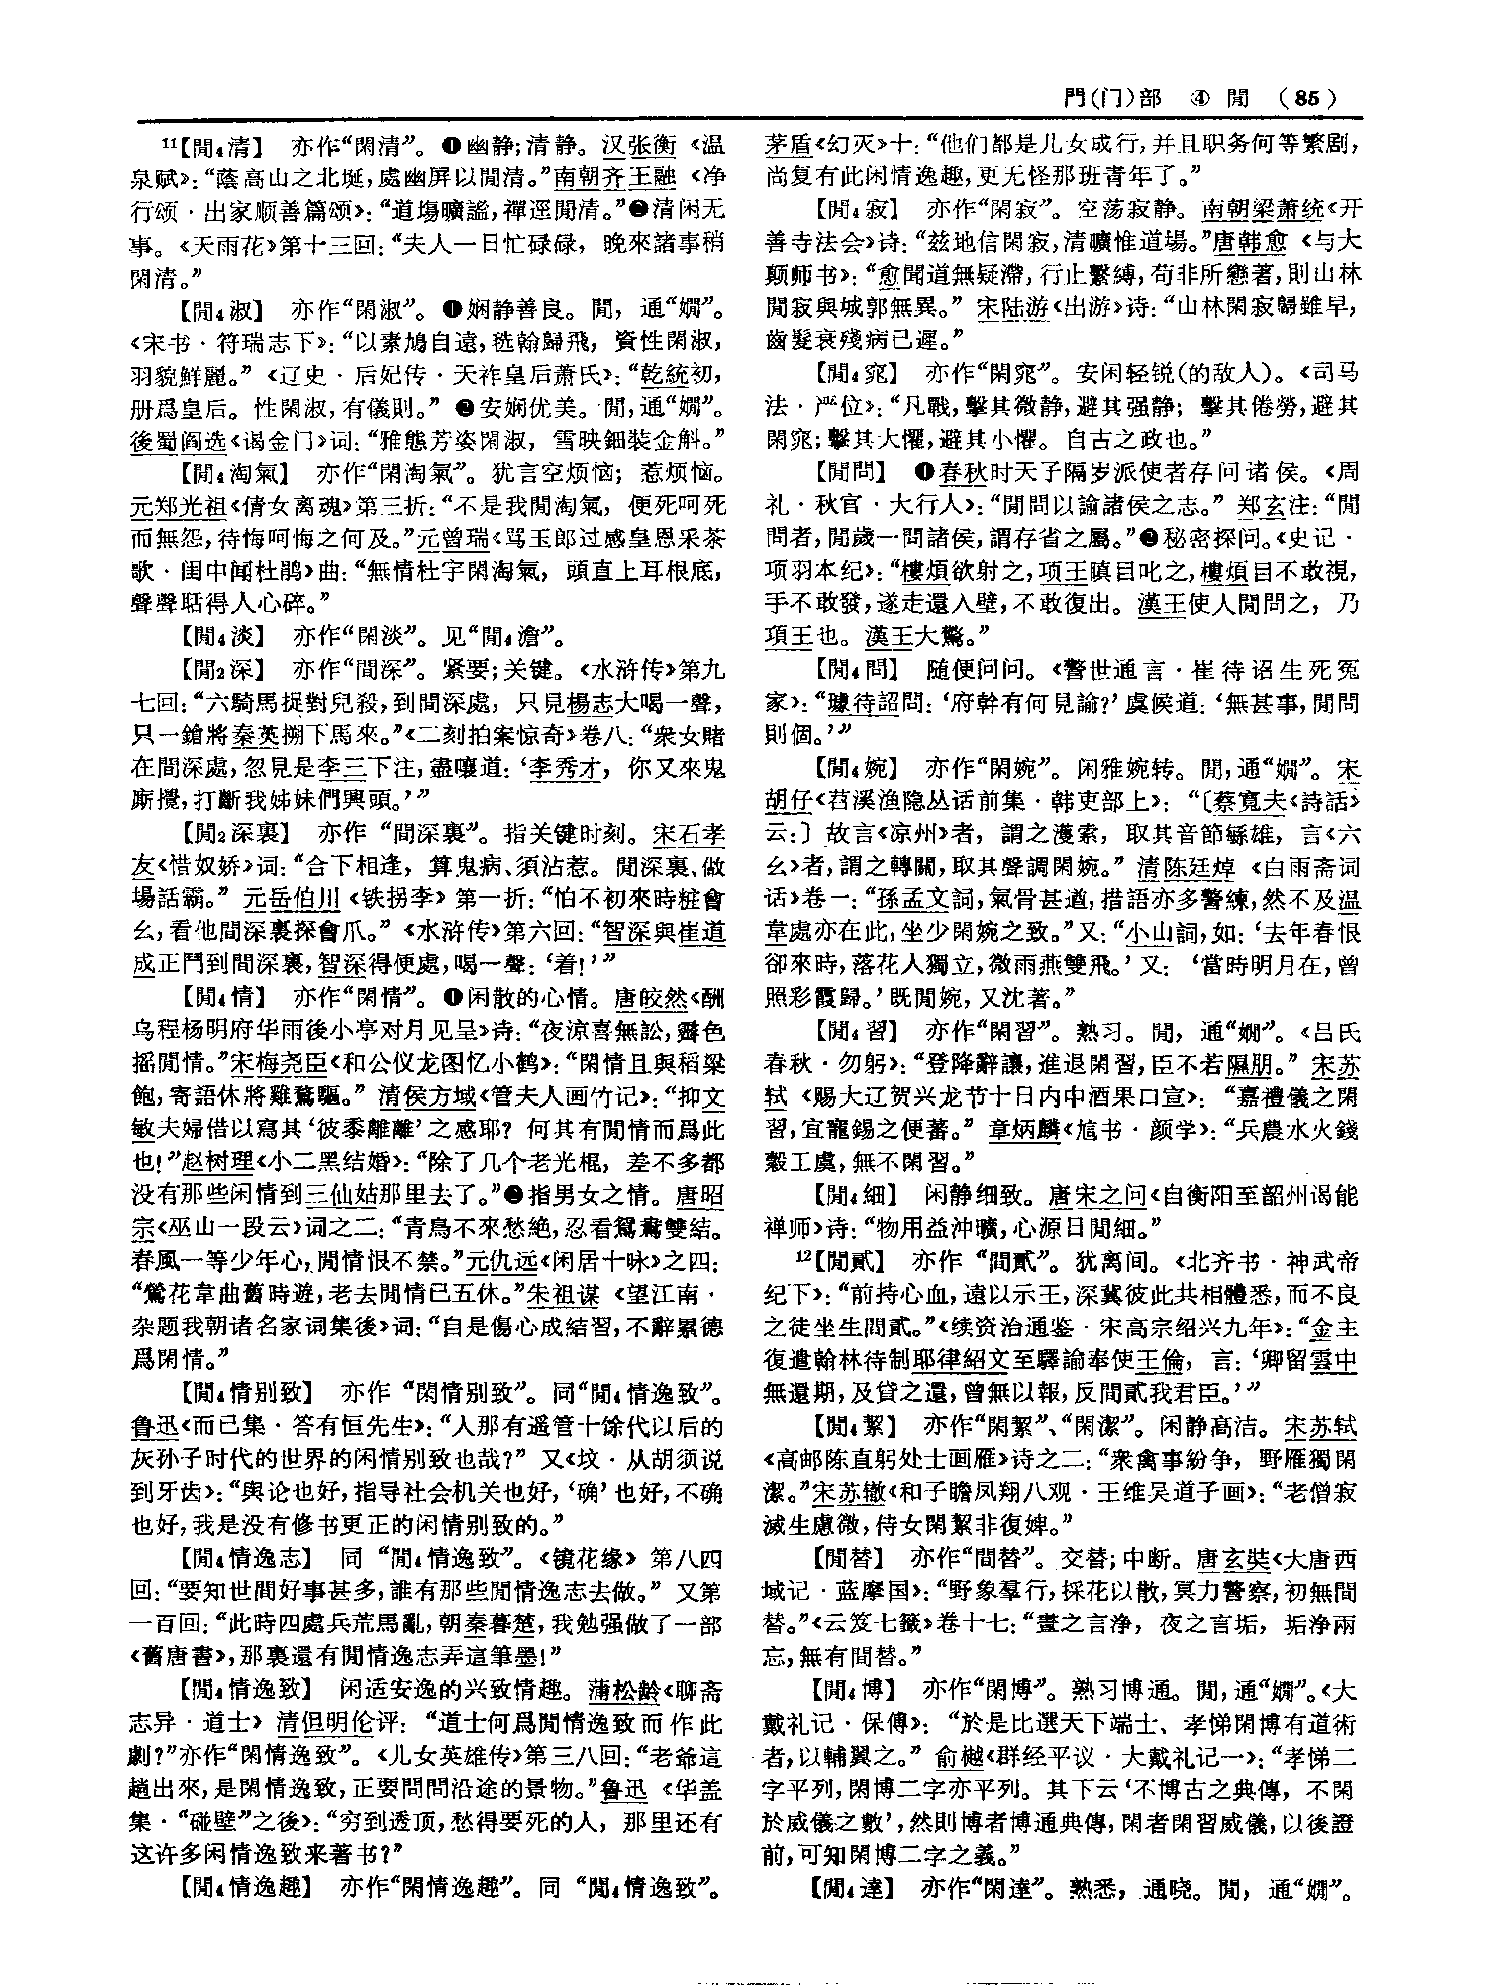 門(门)部 ④ 閒 (85)
11【閒4清】 亦作“閑清”。❶幽静;清静。汉张衡《温
泉赋》:“蔭高山之北埏,處幽屏以閒清。”南朝齐王融《净
行颂·出家顺善篇颂》:“道場曠謐,禪逕閒清。”❷清闲无
事。《天雨花》第十三回:“夫人一日忙碌碌,晚來諸事稍
閑清。”
【閒4淑】 亦作“閑淑”。❶娴静善良。閒,通“嫺”。
《宋书·符瑞志下》:“以素鳩自遠,毨翰歸飛,資性閑淑,
羽貌鮮麗。”《辽史·后妃传·天祚皇后萧氏》:“乾統初,
册爲皇后。性閑淑,有儀則。”❷安娴优美。閒,通“嫺”。
後蜀阎选《谒金门》词:“雅態芳姿閑淑,雪映鈿装金斛。”
【閒4淘氣】 亦作“閑淘氣”。犹言空烦恼;惹烦恼。
元郑光祖《倩女离魂》第三折:“不是我閒淘氣,便死呵死
而無怨,待悔呵悔之何及。”元曾瑞《骂玉郎过感皇恩采茶
歌·闺中闻杜鹃》曲:“無情杜宇閑淘氣,頭直上耳根底,
聲聲聒得人心碎。”
【閒4淡】 亦作“閑淡”。见“閒4澹”。
【閒2深】 亦作“間深”。紧要;关键。《水浒传》第九
七回:“六騎馬捉對兒殺,到間深處,只見楊志大喝一聲,
只一鎗將秦英搠下馬來。”《二刻拍案惊奇》卷八:“衆女賭
在間深處,忽見是李三下注,盡嚷道:‘李秀才,你又來鬼
厮攪,打斷我姊妹們興頭。’”
【閒2深裏】 亦作“間深裏”。指关键时刻。宋石孝
友《惜奴娇》词:“合下相逢,算鬼病、須沾惹。閒深裏、做
場話霸。”元岳伯川《铁拐李》第一折:“怕不初來時粧會
幺,看他間深裏探會爪。”《水浒传》第六回:“智深與崔道
成正鬥到間深裏,智深得便處,喝一聲:‘着!’”
【閒4情】 亦作“閑情”。❶闲散的心情。唐皎然《酬
乌程杨明府华雨後小亭对月见呈》诗:“夜涼喜無訟,霽色
摇閒情。”宋梅尧臣《和公仪龙图忆小鹤》:“閑情且與稻粱
飽,寄語休將雞鶩驅。”清侯方域《管夫人画竹记》:“抑文
敏夫婦借以寫其‘彼黍離離’之感耶?何其有閒情而爲此
也!”赵树理《小二黑结婚》:“除了几个老光棍,差不多都
没有那些闲情到三仙姑那里去了。”❷指男女之情。唐昭
宗《巫山一段云》词之二:“青鳥不來愁絶,忍看鴛鴦雙結。
春風一等少年心,閒情恨不禁。”元仇远《闲居十咏》之四:
“鶯花韋曲舊時遊,老去閒情已五休。”朱祖谋《望江南·
杂题我朝诸名家词集後》词:“自是傷心成結習,不辭累德
爲閑情。”
【閒4情别致】 亦作“閑情别致”。同“閒4情逸致”。
鲁迅《而已集·答有恒先生》:“人那有遥管十馀代以后的
灰孙子时代的世界的闲情别致也哉?”又《坟·从胡须说
到牙齿》:“舆论也好,指导社会机关也好,‘确’也好,不确
也好,我是没有修书更正的闲情别致的。”
【閒4情逸志】 同“閒4情逸致”。《镜花缘》第八四
回:“要知世間好事甚多,誰有那些閒情逸志去做。”又第
一百回:“此時四處兵荒馬亂,朝秦暮楚,我勉强做了一部
《舊唐書》,那裏還有閒情逸志弄這筆墨!”
【閒4情逸致】 闲适安逸的兴致情趣。蒲松龄《聊斋
志异·道士》清但明伦评:“道士何爲閒情逸致而作此
劇?”亦作“閑情逸致”。《儿女英雄传》第三八回:“老爺這
趟出來,是閑情逸致,正要問問沿途的景物。”鲁迅《华盖
集·“碰壁”之後》:“穷到透顶,愁得要死的人,那里还有
这许多闲情逸致来著书?”
【閒4情逸趣】 亦作“閑情逸趣”。同“閒4情逸致”。
茅盾《幻灭》十:“他们都是儿女成行,并且职务何等繁剧,
尚复有此闲情逸趣,更无怪那班青年了。”
【閒4寂】 亦作“閑寂”。空荡寂静。南朝梁萧统《开
善寺法会》诗:“兹地信閑寂,清曠惟道場。”唐韩愈《与大
颠师书》:“愈聞道無疑滯,行止繫縛,苟非所戀著,則山林
閒寂與城郭無異。”宋陆游《出游》诗:“山林閑寂歸雖早,
齒髮衰殘病已遲。”
【閒4窕】 亦作“閑窕”。安闲轻锐(的敌人)。《司马
法·严位》:“凡戰,擊其微静,避其强静;擊其倦勞,避其
閑窕;擊其大懼,避其小懼。自古之政也。”
【閒問】 ❶春秋时天子隔岁派使者存问诸侯。《周
礼·秋官·大行人》:“閒問以諭諸侯之志。”郑玄注:“閒
問者,閒歲一問諸侯,謂存省之屬。”❷秘密探问。《史记·
项羽本纪》:“樓煩欲射之,项王瞋目叱之,樓煩目不敢視,
手不敢發,遂走還入壁,不敢復出。漢王使人閒問之,乃
項王也。漢王大驚。”
【閒4問】 随便问问。《警世通言·崔待诏生死冤
家》:“璩待詔問:‘府幹有何見諭?’虞候道:‘無甚事,閒問
則個。’”
【閒4婉】 亦作“閑婉”。闲雅婉转。閒,通“嫺”。宋
胡仔《苕溪渔隐丛话前集·韩吏部上》:“〔蔡寬夫《詩話》
云:〕故言《凉州》者,謂之濩索,取其音節繇雄,言《六
幺》者,謂之轉關,取其聲調閑婉。”清陈廷焯《白雨斋词
话》卷一:“孫孟文詞,氣骨甚遒,措語亦多警練,然不及温
韋處亦在此,坐少閑婉之致。”又:“小山詞,如:‘去年春恨
卻來時,落花人獨立,微雨燕雙飛。’又:‘當時明月在,曾
照彩霞歸。’既閒婉,又沈著。”
【閒4習】 亦作“閑習”。熟习。閒,通“嫺”。《吕氏
春秋·勿躬》:“登降辭讓,進退閑習,臣不若隰朋。”宋苏
轼《赐大辽贺兴龙节十日内中酒果口宣》:“嘉禮儀之閑
習,宜寵錫之便蕃。”章炳麟《訄书·颜学》:“兵農水火錢
穀工虞,無不閑習。”
【閒4細】 闲静细致。唐宋之问《自衡阳至韶州谒能
禅师》诗:“物用益沖曠,心源日閒細。”
12【閒貳】 亦作“間貳”。犹离间。《北齐书·神武帝
纪下》:“前持心血,遠以示王,深冀彼此共相體悉,而不良
之徒坐生間貳。”《续资治通鉴·宋高宗绍兴九年》:“金主
復遣翰林待制耶律紹文至驛諭奉使王倫,言:‘卿留雲中
無還期,及貸之還,曾無以報,反間貳我君臣。’”
【閒4絜】 亦作“閑絜”、“閑潔”。闲静高洁。宋苏轼
《高邮陈直躬处士画雁》诗之二:“衆禽事紛争,野雁獨閑
潔。”宋苏辙《和子瞻凤翔八观·王维吴道子画》:“老僧寂
滅生慮微,侍女閑絜非復婢。”
【閒替】 亦作“間替”。交替;中断。唐玄奘《大唐西
域记·蓝摩国》:“野象羣行,採花以散,冥力警察,初無間
替。”《云笈七籤》卷十七:“晝之言净,夜之言垢,垢净兩
忘,無有間替。”
【閒4博】 亦作“閑博”。熟习博通。閒,通“嫺”。《大
戴礼记·保傅》:“於是比選天下端士、孝悌閑博有道術
者,以輔翼之。”俞樾《群经平议·大戴礼记一》:“孝悌二
字平列,閑博二字亦平列。其下云‘不博古之典傳,不閑
於威儀之數’,然則博者博通典傳,閑者閑習威儀,以後證
前,可知閑博二字之義。”
【閒4達】 亦作“閑達”。熟悉,通晓。閒,通“嫺”。